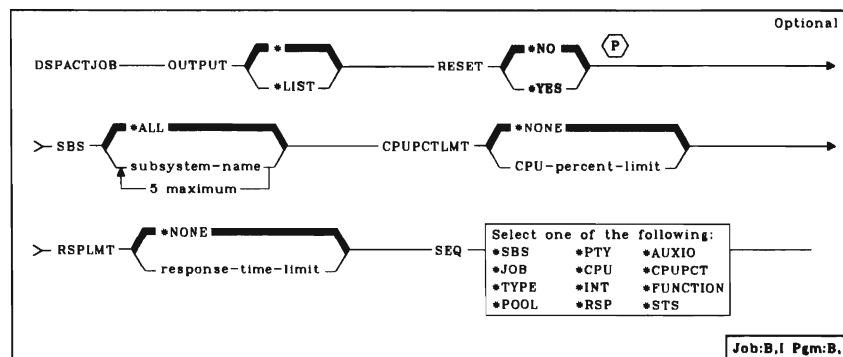 Optional
DSPACTJOB OUTPUT * *LIST RESET *NO *YES P
SBS *ALL subsystem-name 5 maximum CPUPCTLMT *NONE CPU-percent-limit
RSPLMT *NONE response-time-limit SEQ
Select one of the following:
*SBS *PTY *AUXIO
*JOB *CPU *CPUPCT
*TYPE *INT *FUNCTION
*POOL *RSP *STS
Job:B,I Pgm:B,